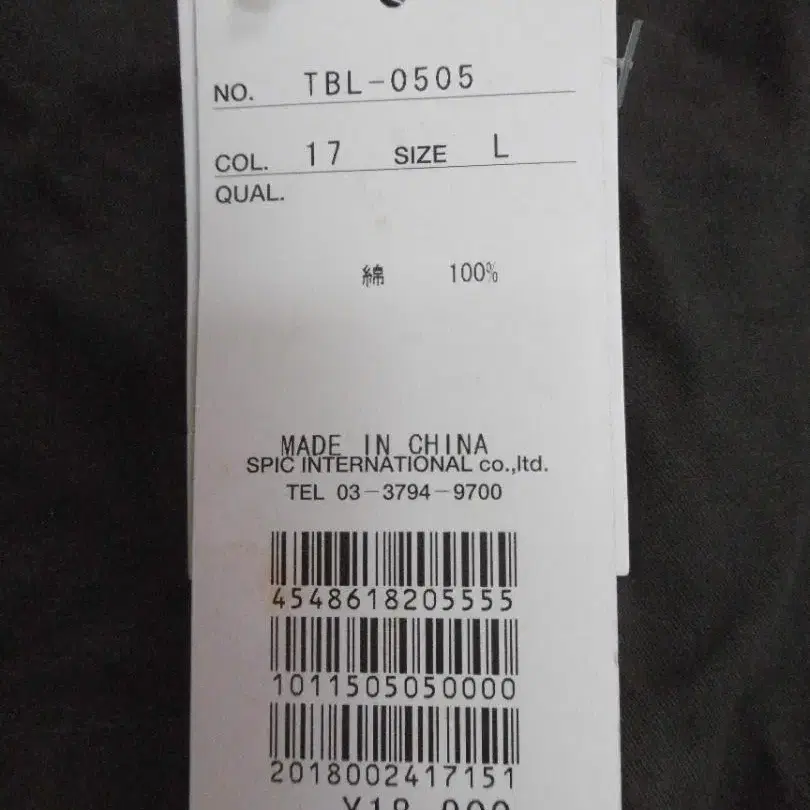 NO. TBL-0505
COL. 17 SIZE L
QUAL.
綿 100%
MADE IN CHINA
SPIC INTERNATIONAL co.,ltd.
TEL 03-3794-9700
4548618205555
1011505050000
2018002417151